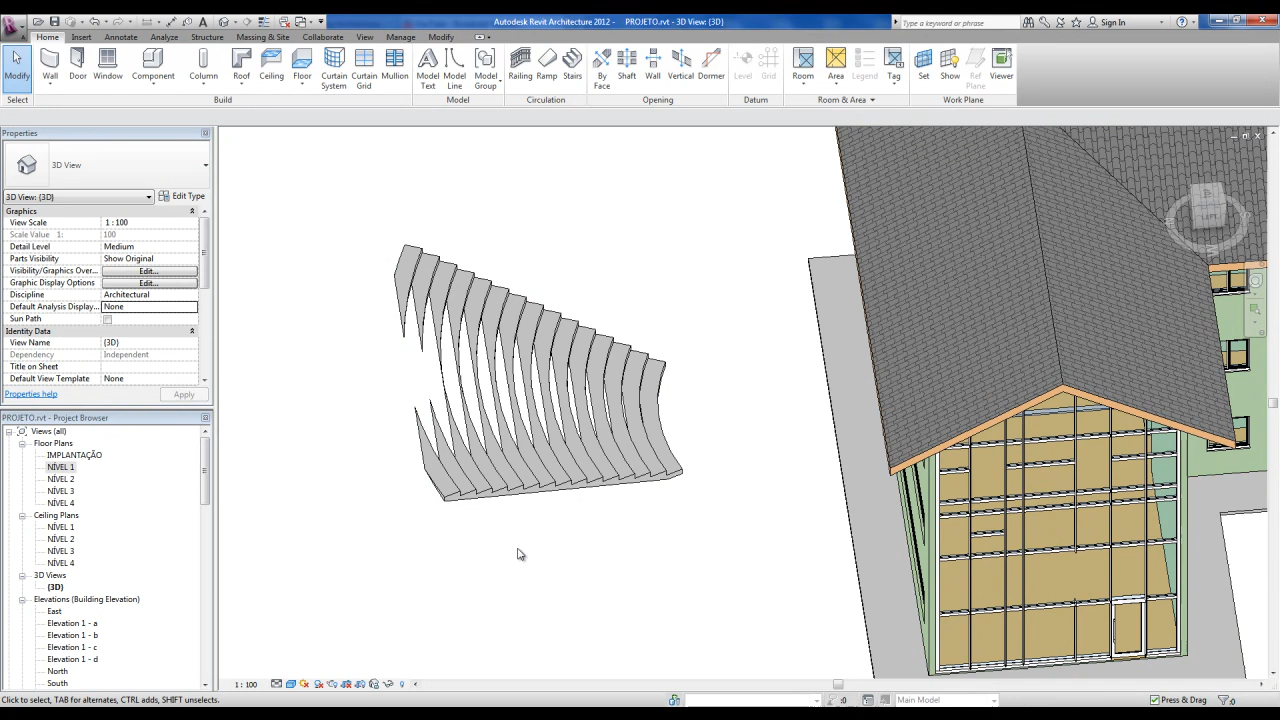 Autodesk Revit Architecture 2012 - PROJETO.rvt - 3D View: {3D}
Type a keyword or phrase
Sign In
Home Insert Annotate Analyze Structure Massing & Site Collaborate View Manage Modify
Modify Wall Door Window Component Column Roof Ceiling Floor Curtain System Curtain Grid Mullion Model Text Model Line Model Group Railing Ramp Stairs By Face Shaft Wall Vertical Dormer Level Grid Room Area Legend Tag Set Show Ref Plane Viewer
Select Build Model Circulation Opening Datum Room & Area Work Plane
Properties
3D View
3D View: {3D} Edit Type
Graphics
View Scale 1 : 100
Scale Value 1: 100
Detail Level Medium
Parts Visibility Show Original
Visibility/Graphics Over... Edit...
Graphic Display Options Edit...
Discipline Architectural
Default Analysis Display... None
Sun Path
Identity Data
View Name {3D}
Dependency Independent
Title on Sheet
Default View Template None
Properties help Apply
PROJETO.rvt - Project Browser
Views (all)
Floor Plans
IMPLANTAÇÃO
NÍVEL 1
NÍVEL 2
NÍVEL 3
NÍVEL 4
Ceiling Plans
NÍVEL 1
NÍVEL 2
NÍVEL 3
NÍVEL 4
3D Views
{3D}
Elevations (Building Elevation)
East
Elevation 1 - a
Elevation 1 - b
Elevation 1 - c
Elevation 1 - d
North
South
1 : 100
Click to select, TAB for alternates, CTRL adds, SHIFT unselects.
:0 Main Model Press & Drag :0